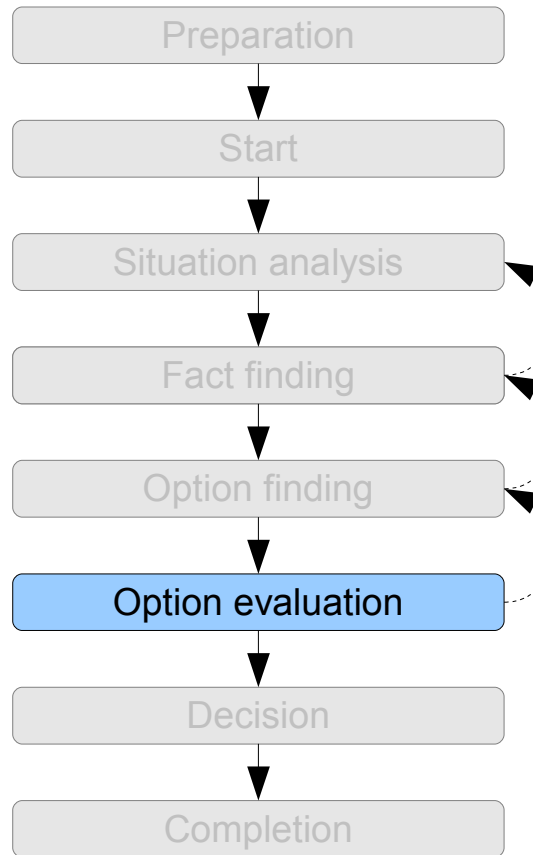 Preparation
Start
Situation analysis
Fact finding
Option finding
Option evaluation
Decision
Completion